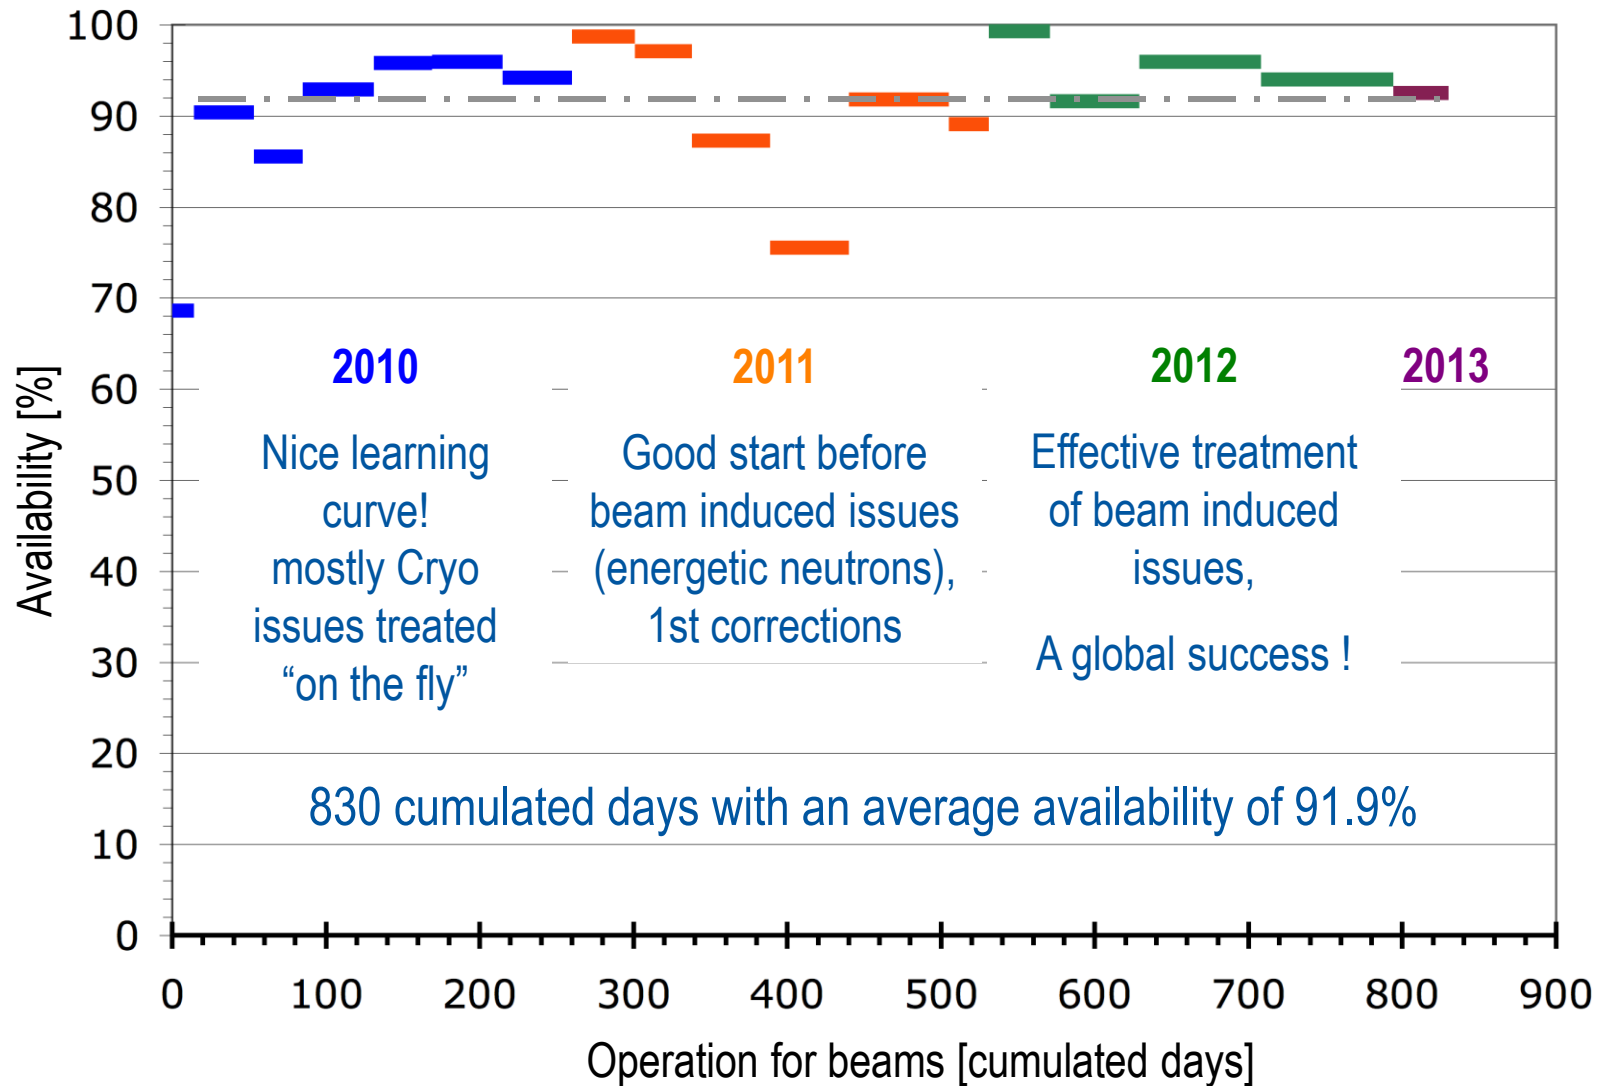 100
90
80
70
60
50
40
30
20
10
0
Availability [%]
2010
Nice learning
curve!
mostly Cryo
issues treated
“on the fly”
2011
Good start before
beam induced issues
(energetic neutrons),
1st corrections
2012
Effective treatment
of beam induced
issues,
A global success !
2013
830 cumulated days with an average availability of 91.9%
0 100 200 300 400 500 600 700 800 900
Operation for beams [cumulated days]